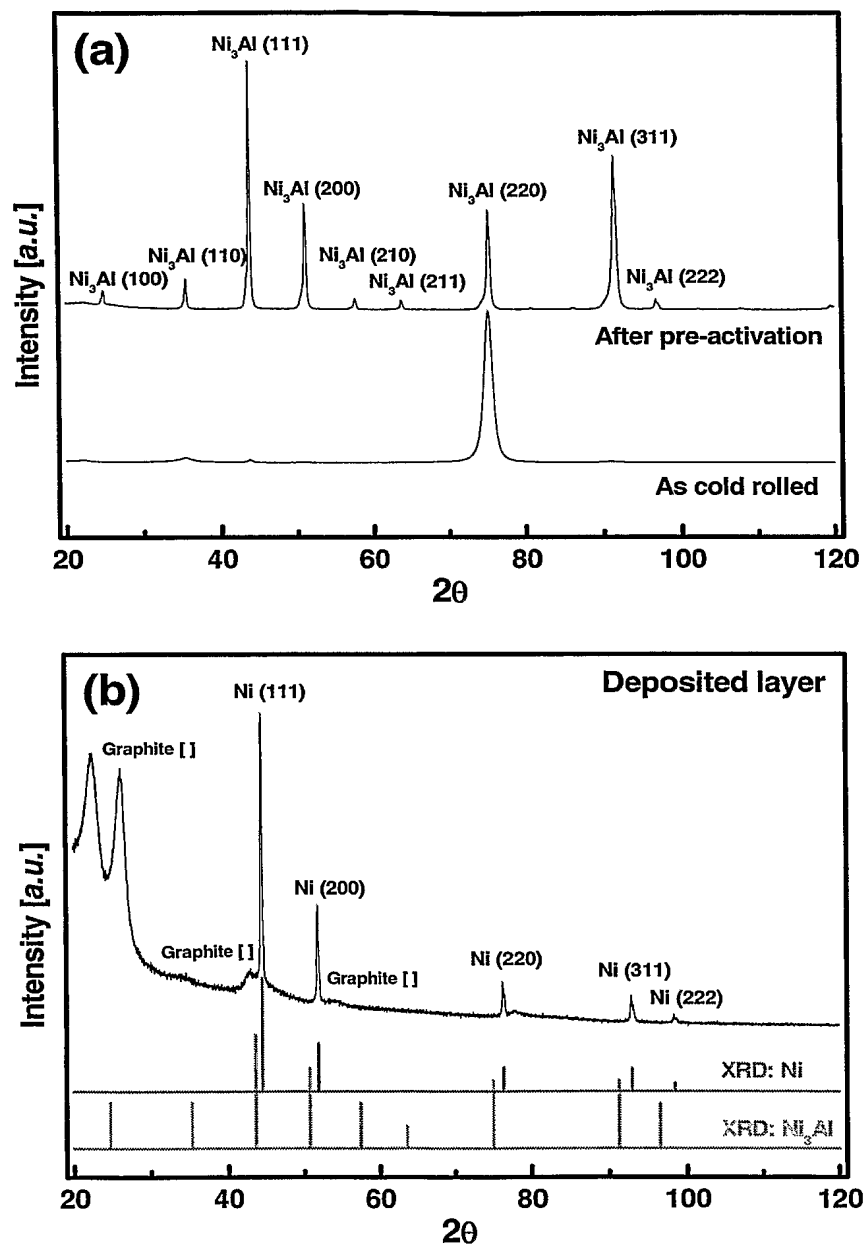 (a)
Ni₃Al (111)
Ni₃Al (311)
Ni₃Al (200)
Ni₃Al (220)
Ni₃Al (110)
Ni₃Al (210)
Ni₃Al (100)
Ni₃Al (211)
Ni₃Al (222)
After pre-activation
As cold rolled
Intensity [a.u.]
20 40 60 80 100 120
2θ
(b)
Deposited layer
Ni (111)
Graphite [ ]
Ni (200)
Graphite [ ]
Graphite [ ]
Ni (220)
Ni (311)
Ni (222)
XRD: Ni
XRD: Ni₃Al
Intensity [a.u.]
20 40 60 80 100 120
2θ